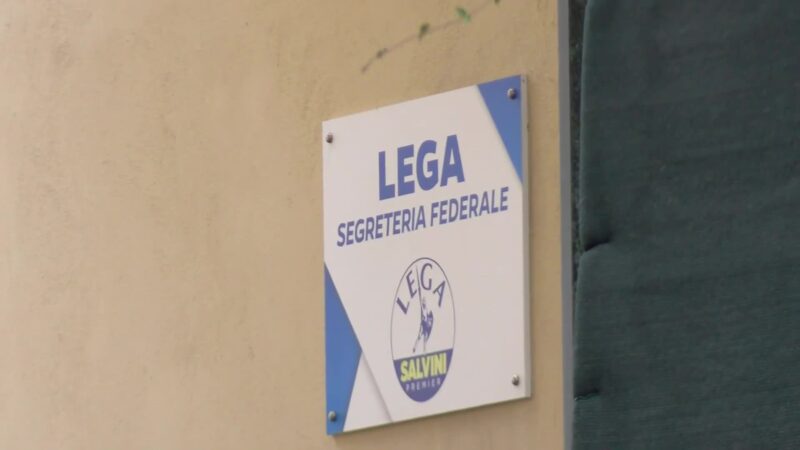 LEGA
SEGRETERIA FEDERALE
LEGA
SALVINI
PREMIER